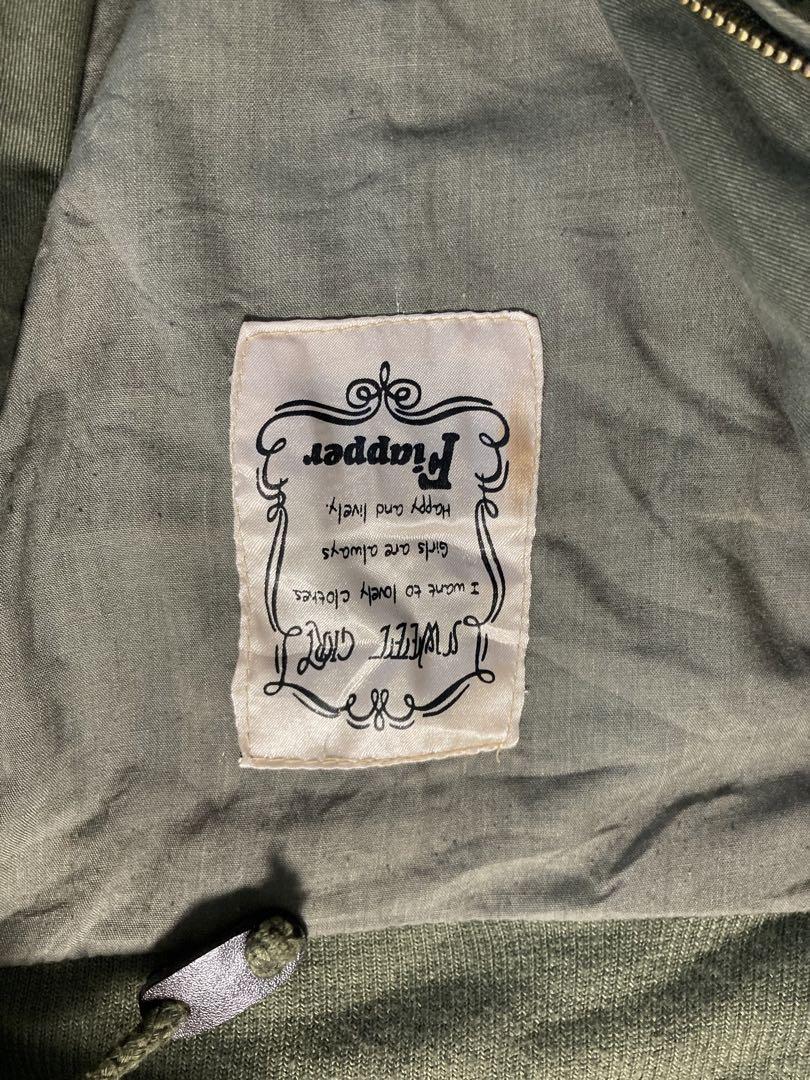 SWEET GIRL
I want to lovely clothes
Girls are always
Happy and lively.
Flapper.